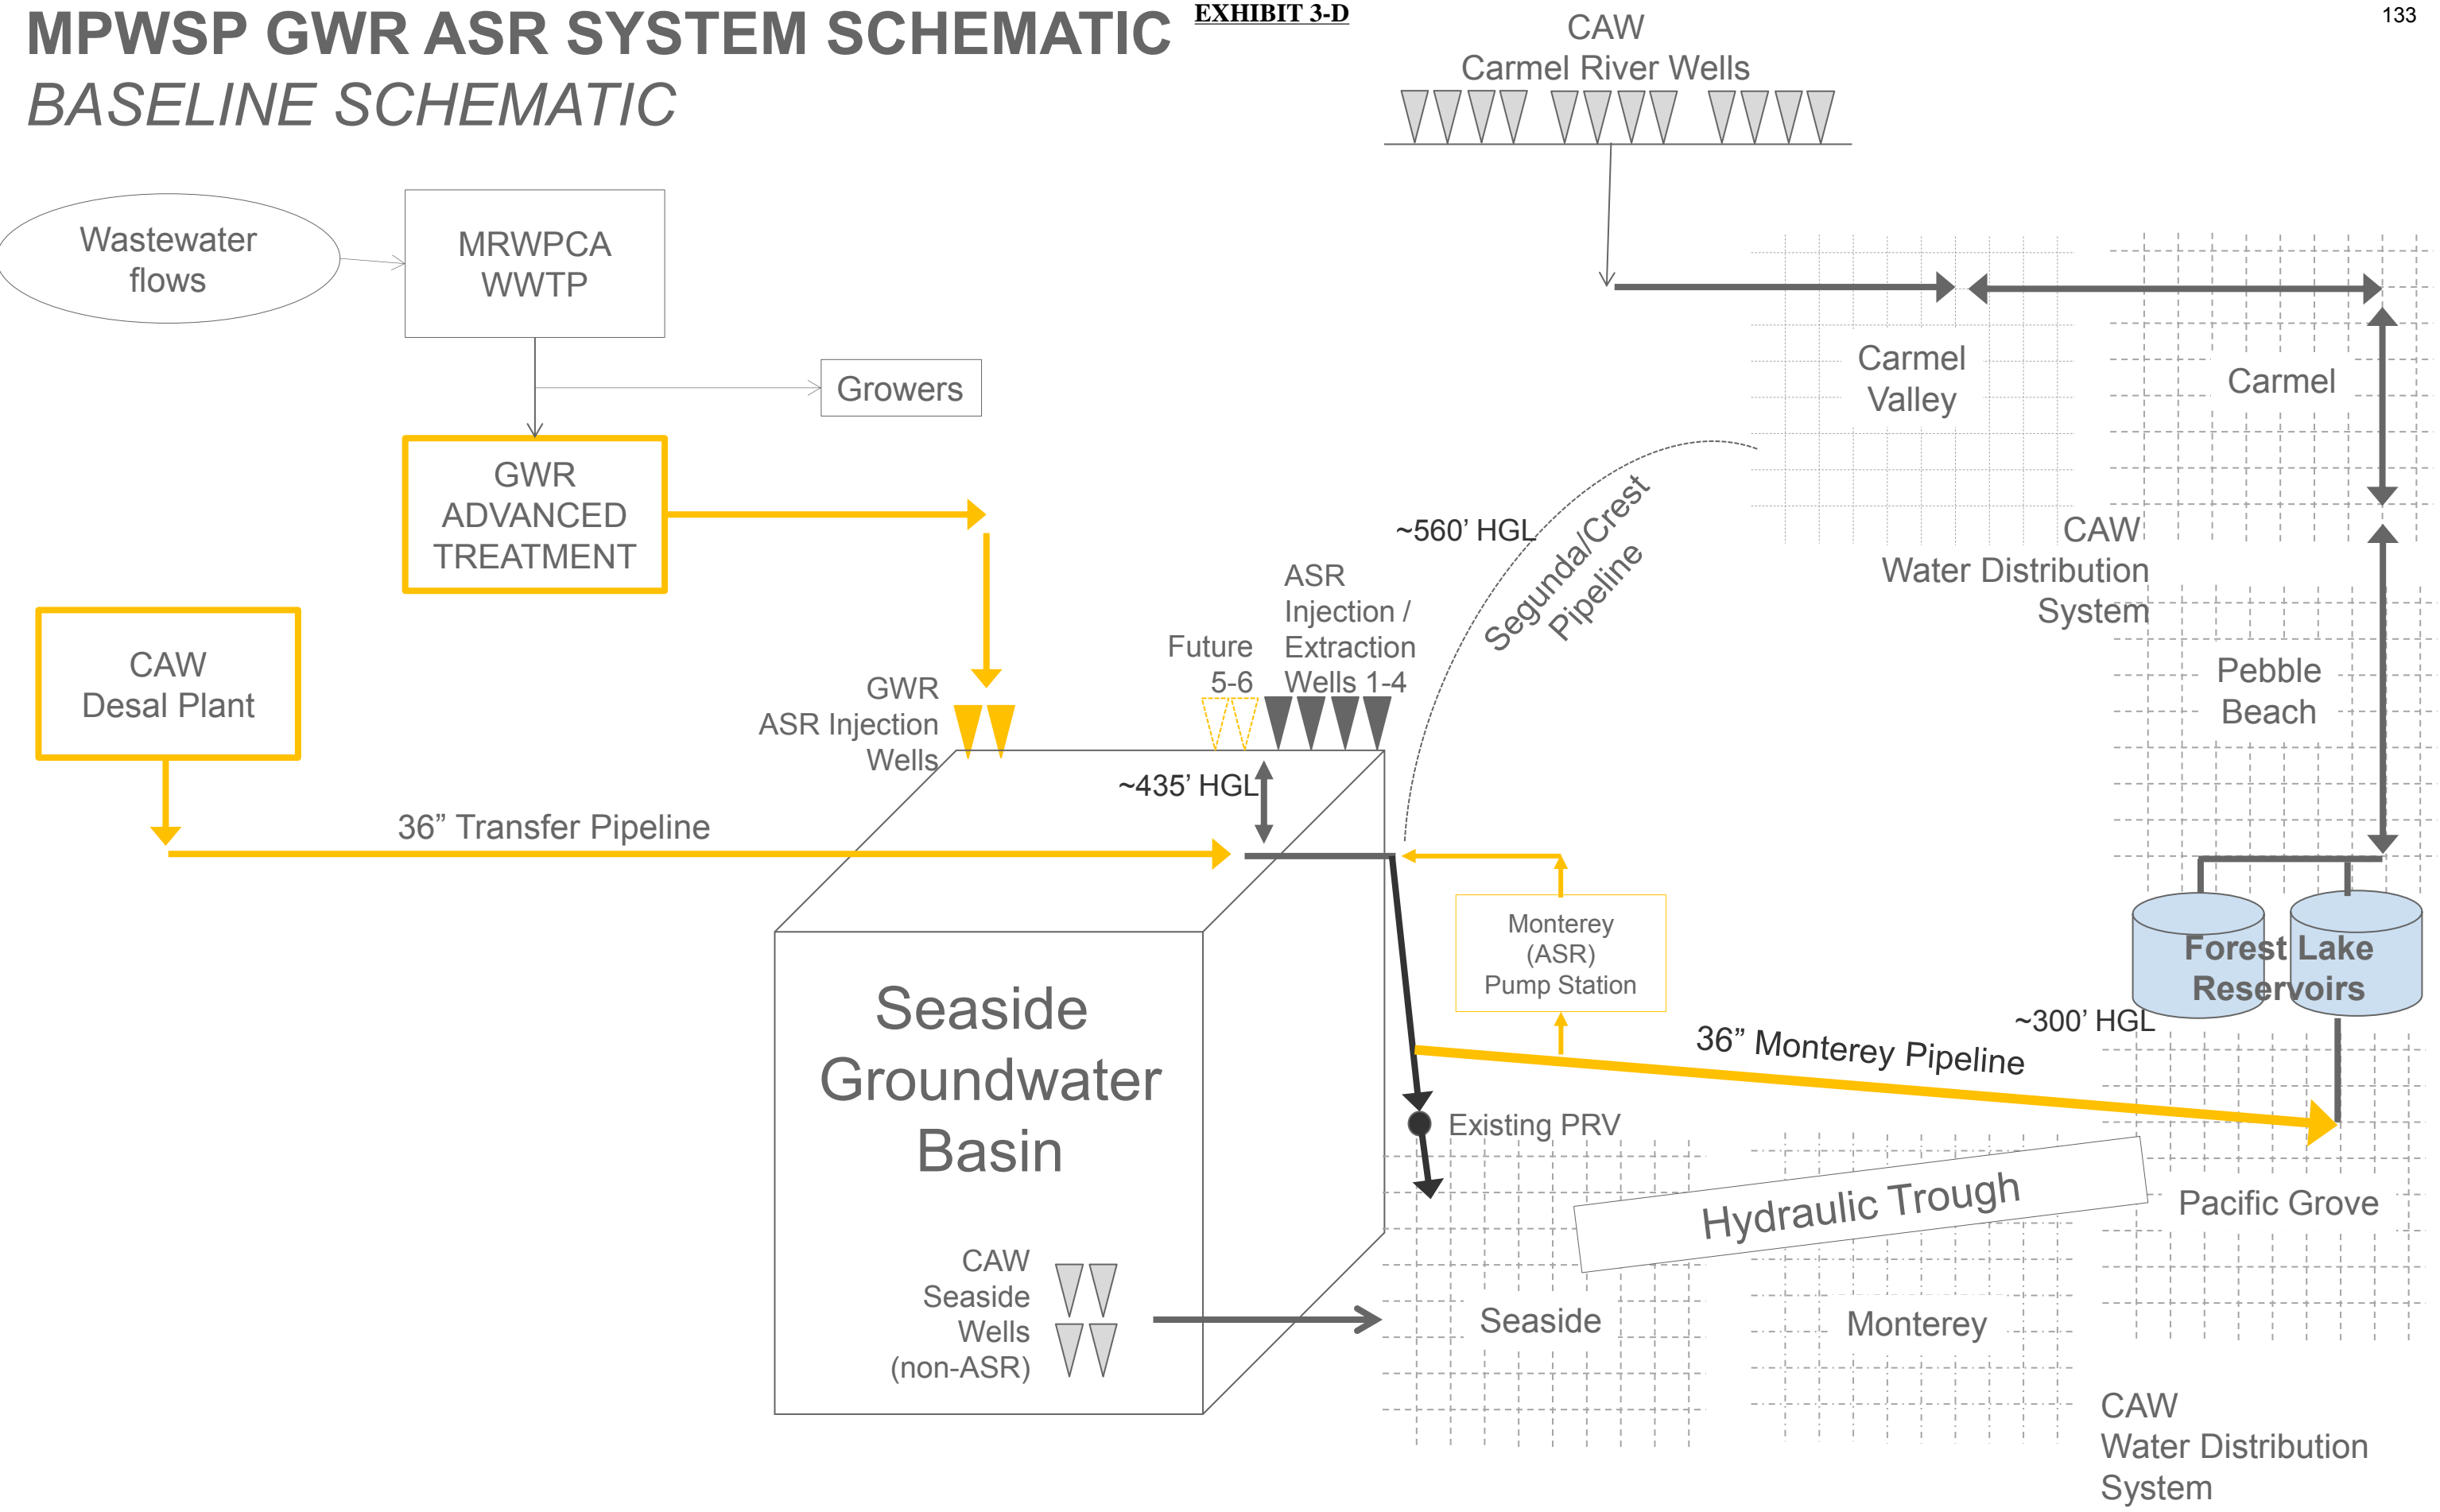 MPWSP GWR ASR SYSTEM SCHEMATIC
EXHIBIT 3-D
133
BASELINE SCHEMATIC
CAW
Carmel River Wells
Wastewater
flows
MRWPCA
WWTP
Growers
GWR
ADVANCED
TREATMENT
CAW
Desal Plant
36” Transfer Pipeline
GWR
ASR Injection
Wells
Future
5-6
ASR
Injection /
Extraction
Wells 1-4
~435’ HGL
~560’ HGL
Segunda/Crest
Pipeline
Carmel
Valley
Carmel
CAW
Water Distribution
System
Pebble
Beach
Forest Lake
Reservoirs
~300’ HGL
Monterey
(ASR)
Pump Station
36” Monterey Pipeline
Existing PRV
Hydraulic Trough
Pacific Grove
Seaside
Groundwater
Basin
CAW
Seaside
Wells
(non-ASR)
Seaside
Monterey
CAW
Water Distribution
System